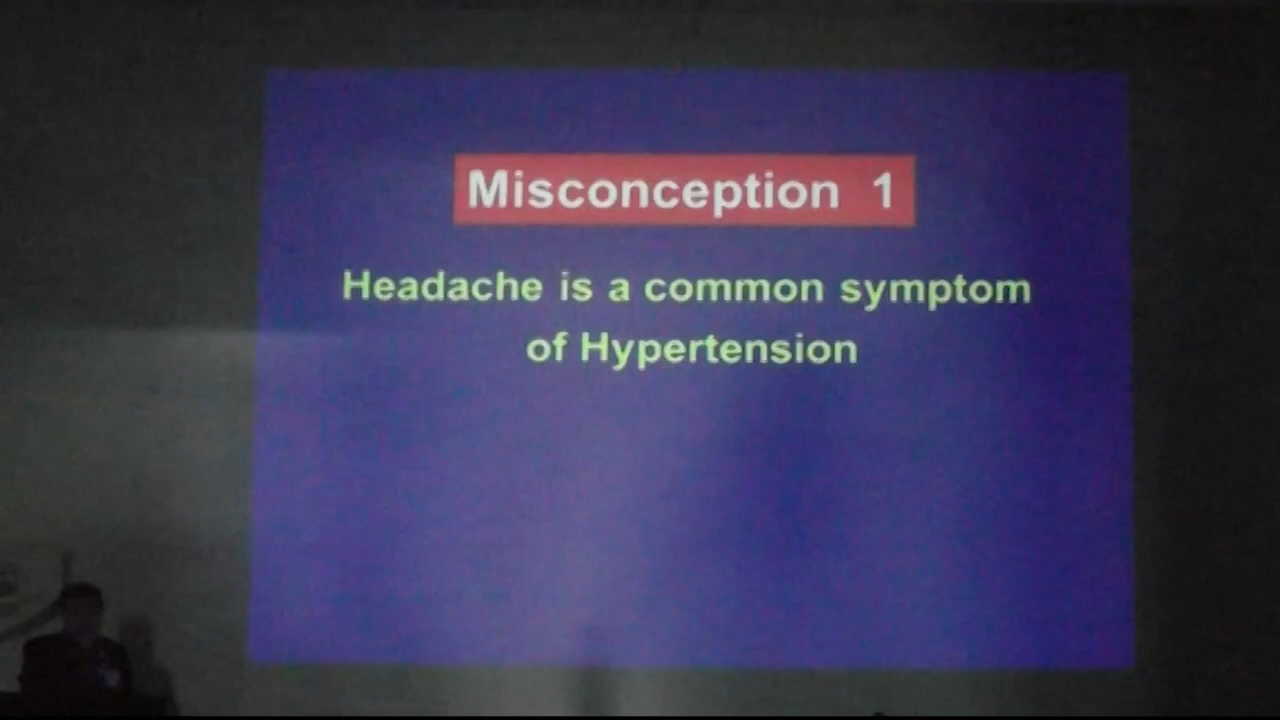 Misconception 1
Headache is a common symptom
of Hypertension